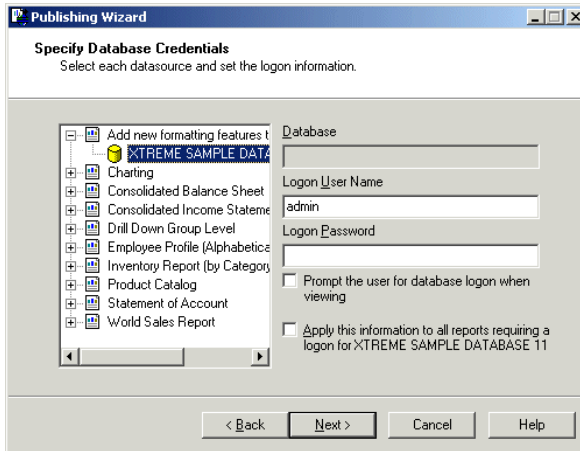 Publishing Wizard
Specify Database Credentials
Select each datasource and set the logon information.
Add new formatting features t
XTREME SAMPLE DATA
Charting
Consolidated Balance Sheet
Consolidated Income Stateme
Drill Down Group Level
Employee Profile (Alphabetica
Inventory Report (by Category
Product Catalog
Statement of Account
World Sales Report
Database
Logon User Name
admin
Logon Password
Prompt the user for database logon when
viewing
Apply this information to all reports requiring a
logon for XTREME SAMPLE DATABASE 11
< Back
Next >
Cancel
Help